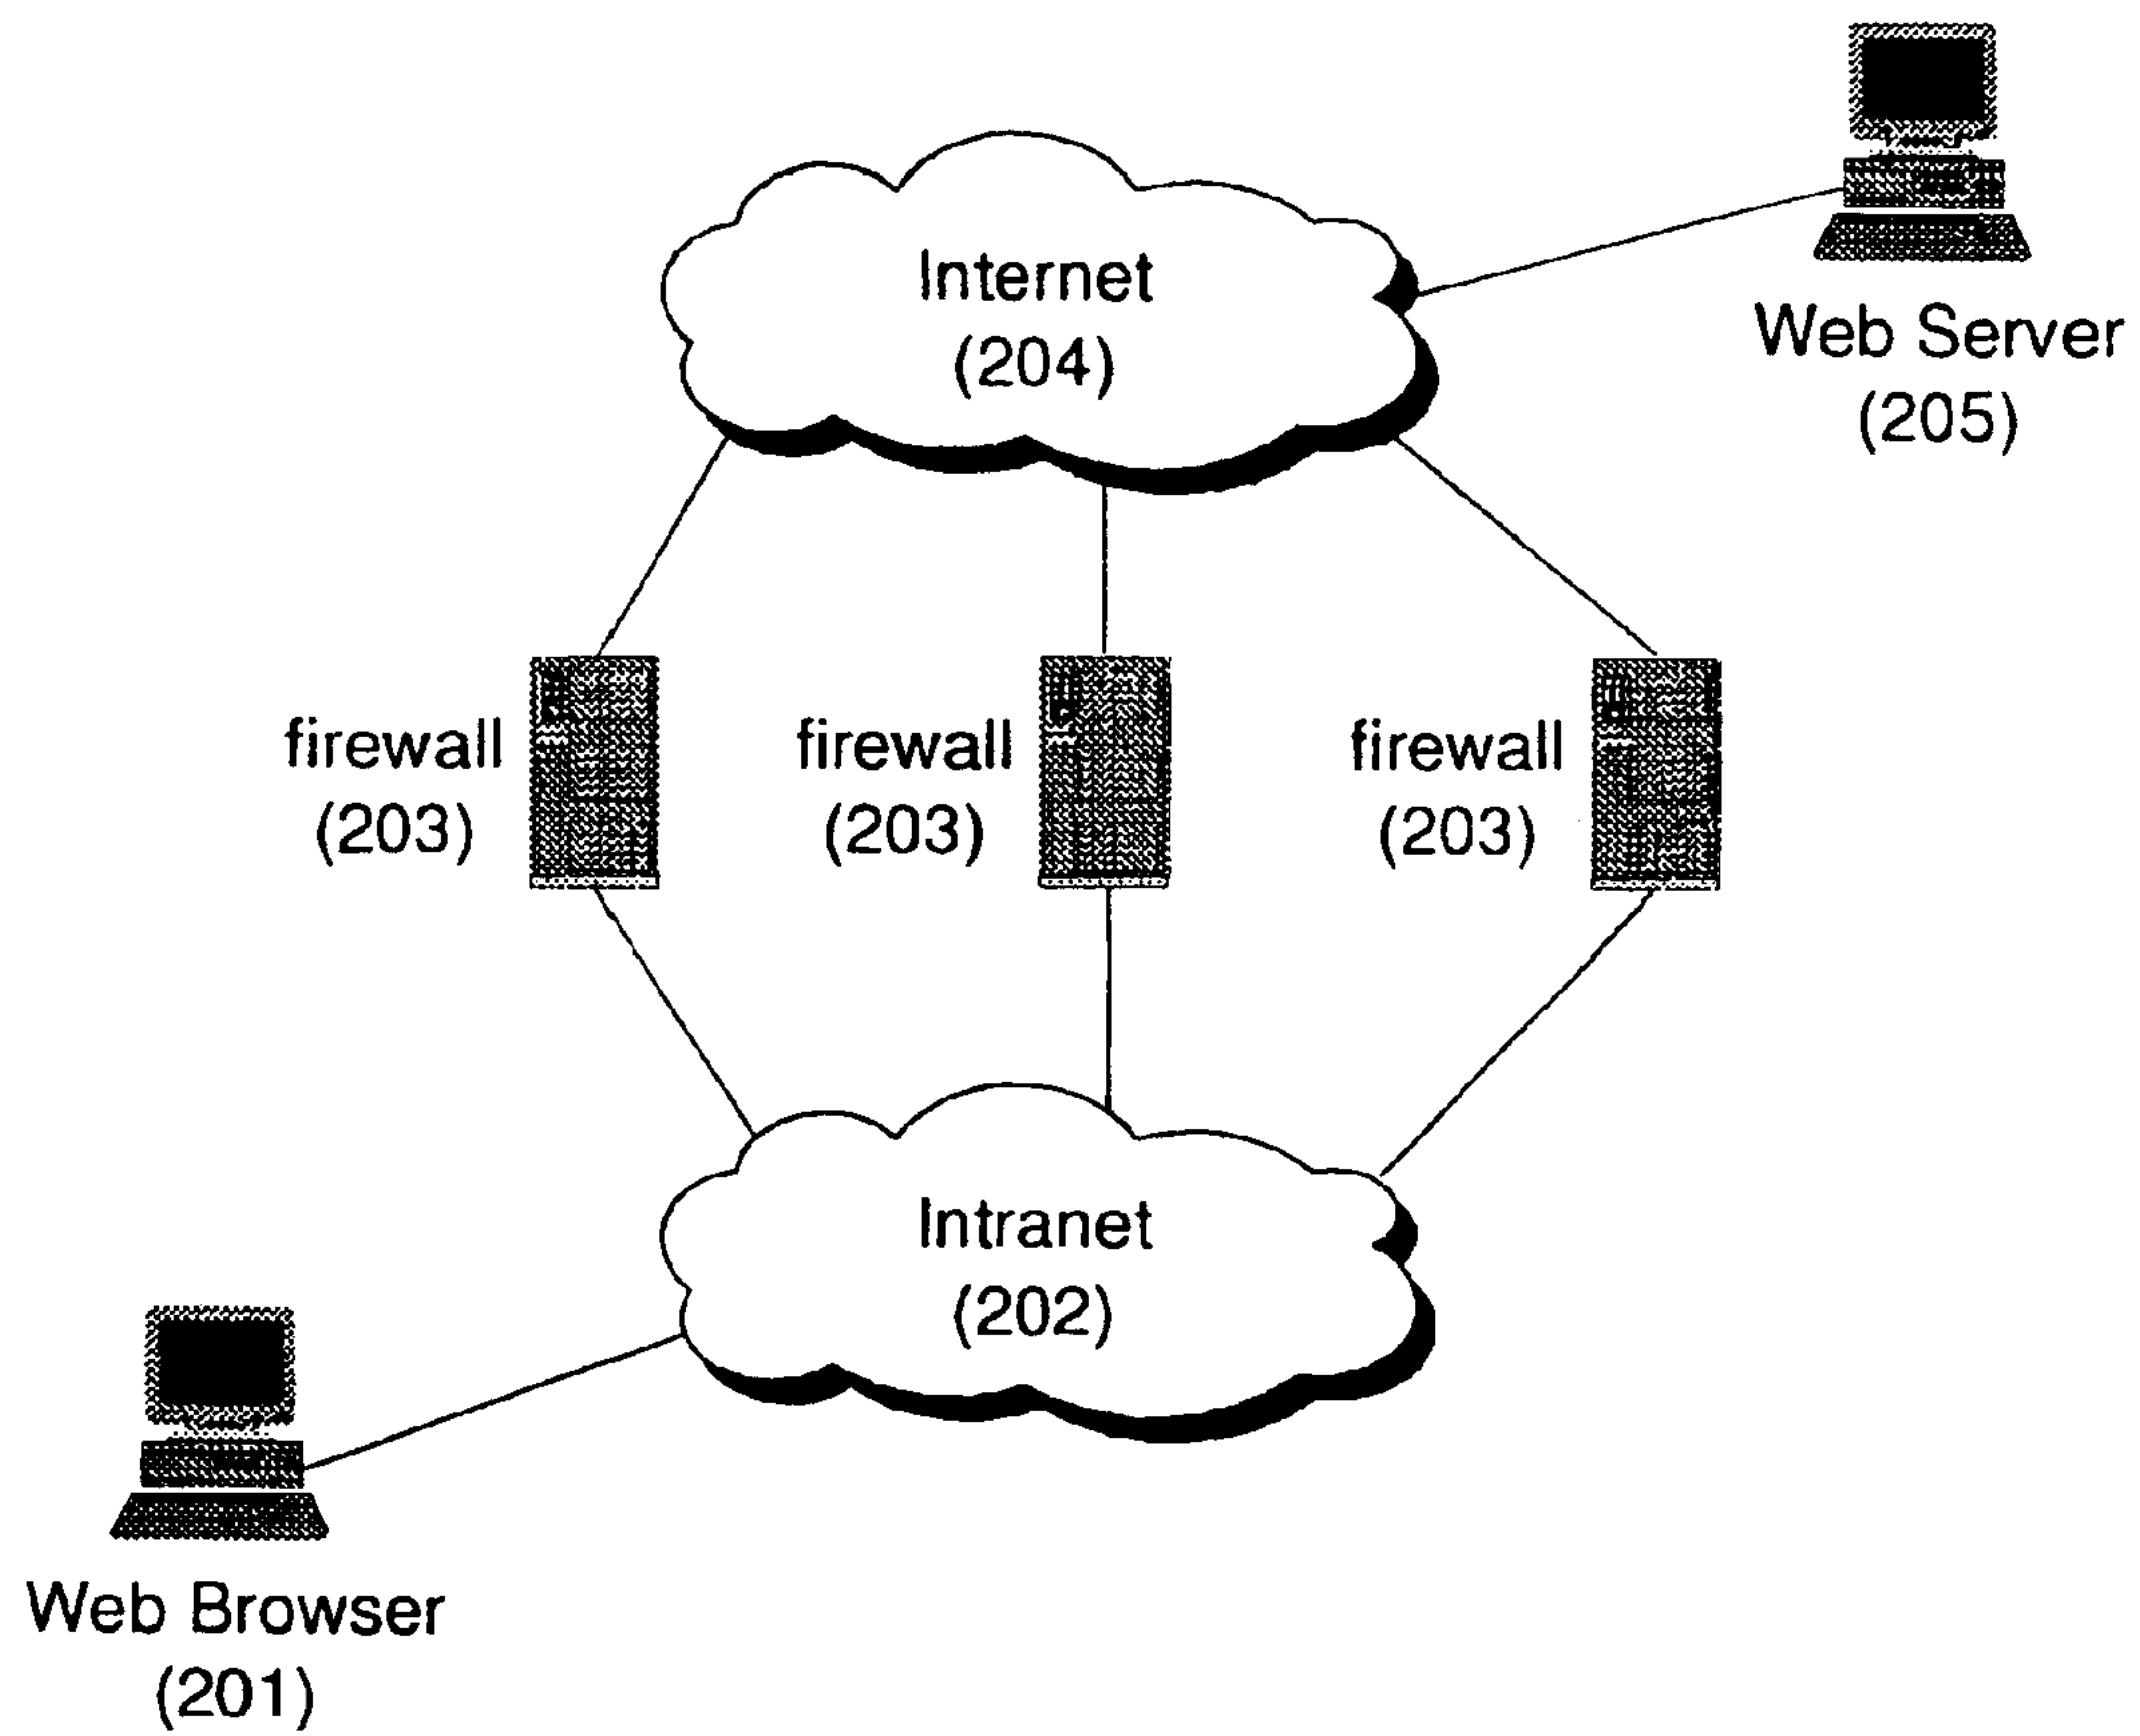 Internet
(204)
Web Server
(205)
firewall
(203)
firewall
(203)
firewall
(203)
Intranet
(202)
Web Browser
(201)